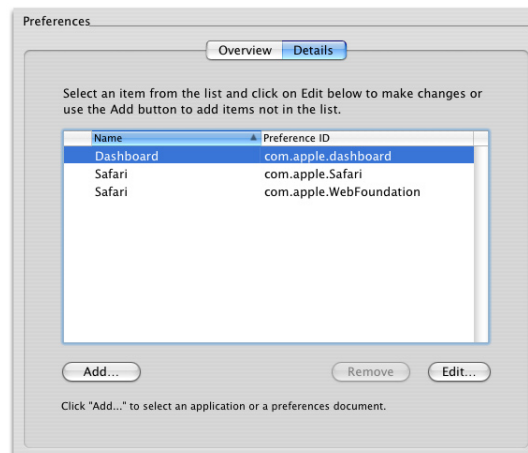 Preferences
Overview Details
Select an item from the list and click on Edit below to make changes or
use the Add button to add items not in the list.
Name Preference ID
Dashboard com.apple.dashboard
Safari com.apple.Safari
Safari com.apple.WebFoundation
Add... Remove Edit...
Click "Add..." to select an application or a preferences document.